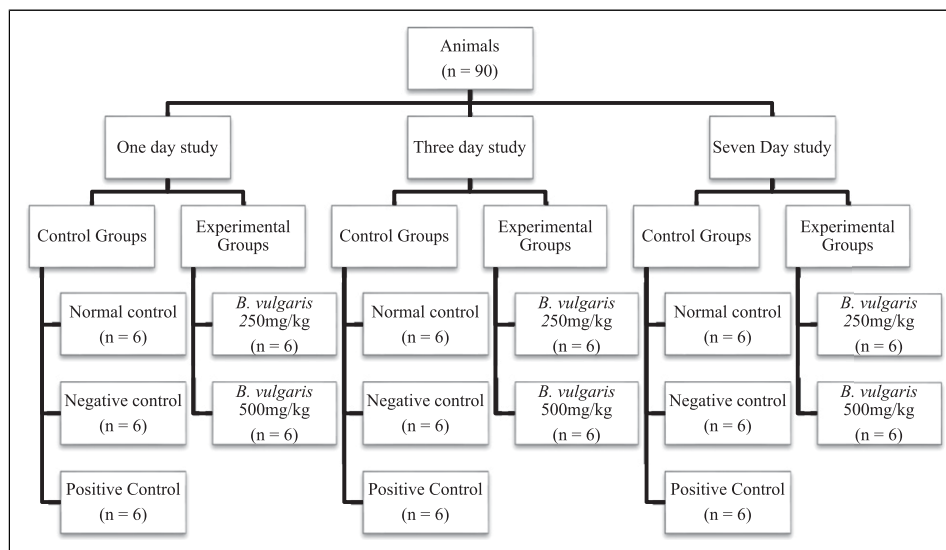 Animals
(n = 90)
One day study
Three day study
Seven Day study
Control Groups
Experimental
Groups
Control Groups
Experimental
Groups
Control Groups
Experimental
Groups
Normal control
(n = 6)
B. vulgaris
250mg/kg
(n = 6)
Normal control
(n = 6)
B. vulgaris
250mg/kg
(n = 6)
Normal control
(n = 6)
B. vulgaris
250mg/kg
(n = 6)
Negative control
(n = 6)
B. vulgaris
500mg/kg
(n = 6)
Negative control
(n = 6)
B. vulgaris
500mg/kg
(n = 6)
Negative control
(n = 6)
B. vulgaris
500mg/kg
(n = 6)
Positive Control
(n = 6)
Positive Control
(n = 6)
Positive Control
(n = 6)